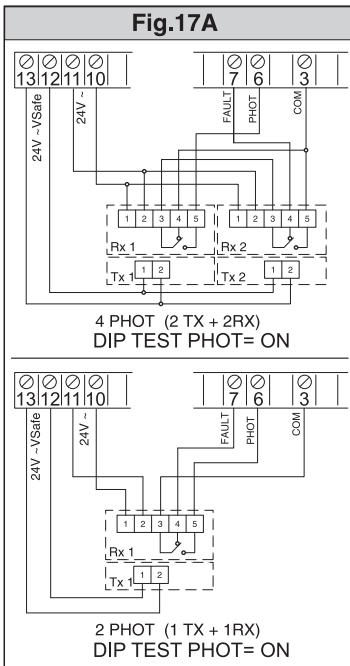 Fig.17A
13 12 11 10 7 6 3
24V ~VSafe
24V ~
FAULT
PHOT
COM
1 2 3 4 5 1 2 3 4 5
Rx 1 Rx 2
Tx 1 1 2 Tx 2 1 2
4 PHOT (2 TX + 2RX)
DIP TEST PHOT= ON
13 12 11 10 7 6 3
24V ~VSafe
24V ~
FAULT
PHOT
COM
1 2 3 4 5
Rx 1
Tx 1 1 2
2 PHOT (1 TX + 1RX)
DIP TEST PHOT= ON